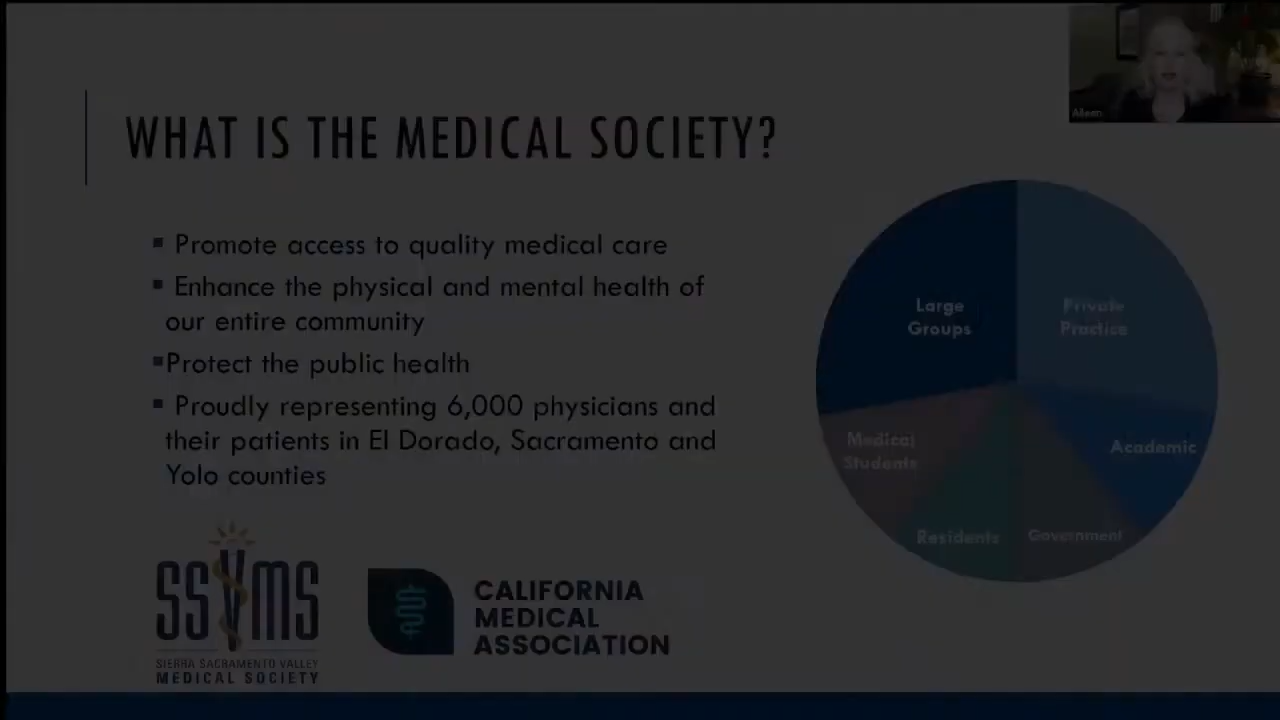 Aileen
WHAT IS THE MEDICAL SOCIETY?
▪ Promote access to quality medical care
▪ Enhance the physical and mental health of
our entire community
▪Protect the public health
▪ Proudly representing 6,000 physicians and
their patients in El Dorado, Sacramento and
Yolo counties
Large
Groups
Private
Practice
Medical
Students
Academic
Residents
Government
SSVMS
SIERRA SACRAMENTO VALLEY
MEDICAL SOCIETY
CALIFORNIA
MEDICAL
ASSOCIATION